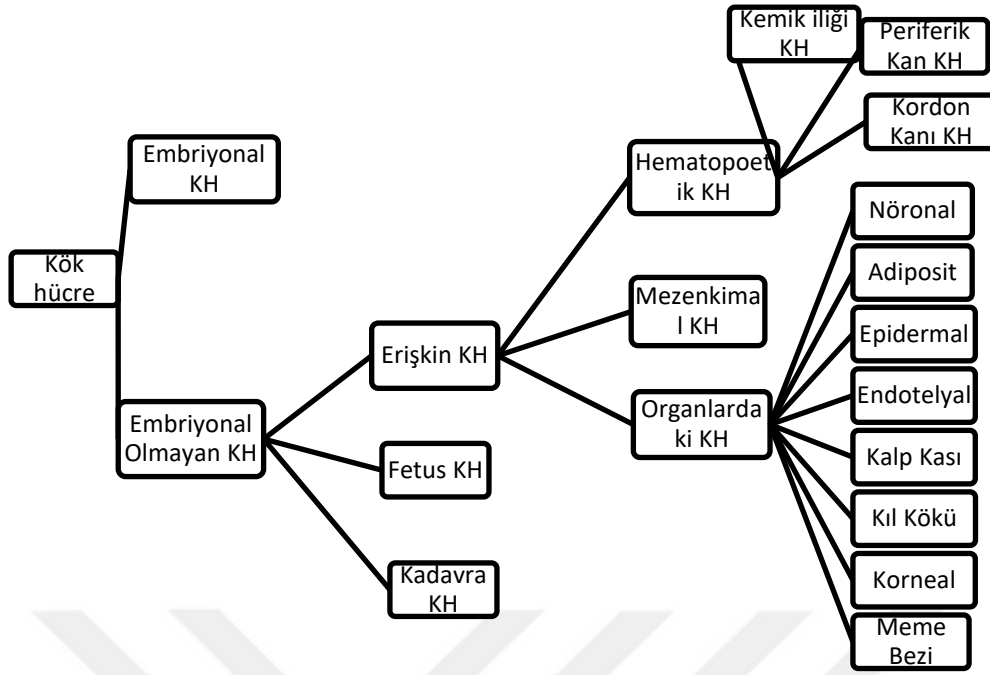 Kök
hücre
Embriyonal
KH
Embriyonal
Olmayan KH
Erişkin KH
Fetus KH
Kadavra
KH
Hematopoet
ik KH
Mezenkima
l KH
Organlarda
ki KH
Kemik iliği
KH
Periferik
Kan KH
Kordon
Kanı KH
Nöronal
Adiposit
Epidermal
Endotelyal
Kalp Kası
Kıl Kökü
Korneal
Meme
Bezi